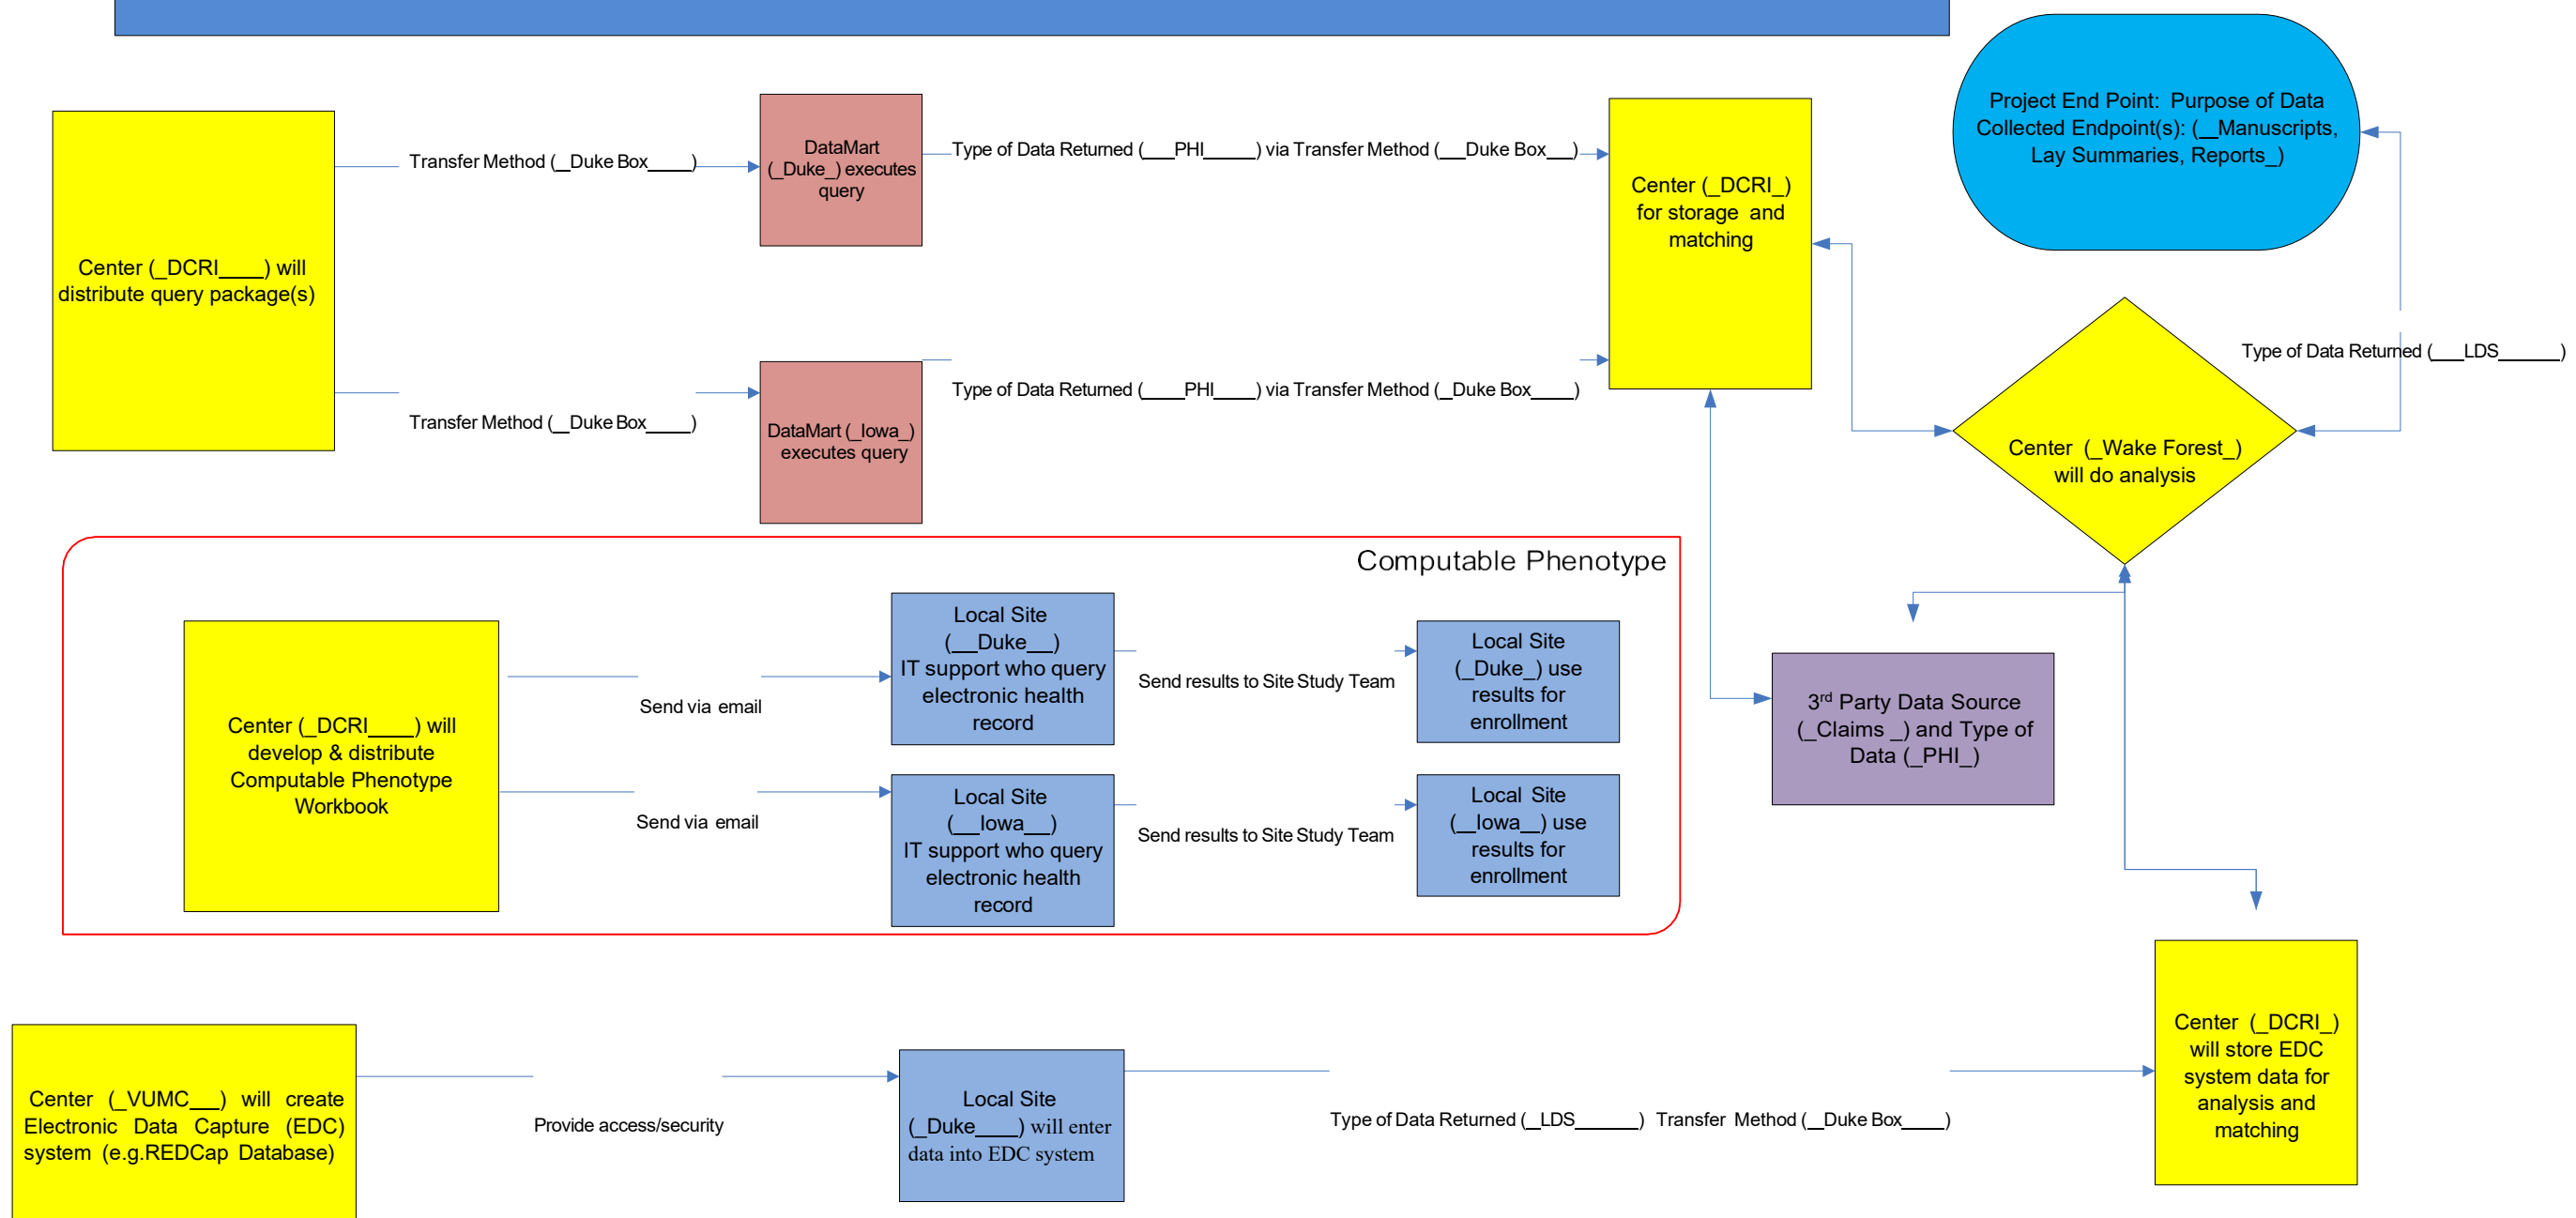 Center (_DCRI____) will
distribute query package(s)
Transfer Method (__Duke Box_____)
Transfer Method (__Duke Box_____)
DataMart
(_Duke_) executes
query
DataMart (_Iowa_)
executes query
Type of Data Returned (___PHI_____) via Transfer Method (___Duke Box___)
Type of Data Returned (____PHI____) via Transfer Method (_Duke Box____)
Center (_DCRI_)
for storage and
matching
Project End Point: Purpose of Data
Collected Endpoint(s): (__Manuscripts,
Lay Summaries, Reports_)
Type of Data Returned (___LDS______)
Center (_Wake Forest_)
will do analysis
Computable Phenotype
Center (_DCRI____) will
develop & distribute
Computable Phenotype
Workbook
Send via email
Send via email
Local Site
(__Duke__)
IT support who query
electronic health
record
Local Site
(__Iowa__)
IT support who query
electronic health
record
Send results to Site Study Team
Send results to Site Study Team
Local Site
(_Duke_) use
results for
enrollment
Local Site
(__Iowa__) use
results for
enrollment
3rd Party Data Source
(_Claims _) and Type of
Data (_PHI_)
Center (_VUMC___) will create
Electronic Data Capture (EDC)
system (e.g.REDCap Database)
Provide access/security
Local Site
(_Duke____) will enter
data into EDC system
Type of Data Returned (__LDS_______) Transfer Method (__Duke Box_____)
Center (_DCRI_)
will store EDC
system data for
analysis and
matching